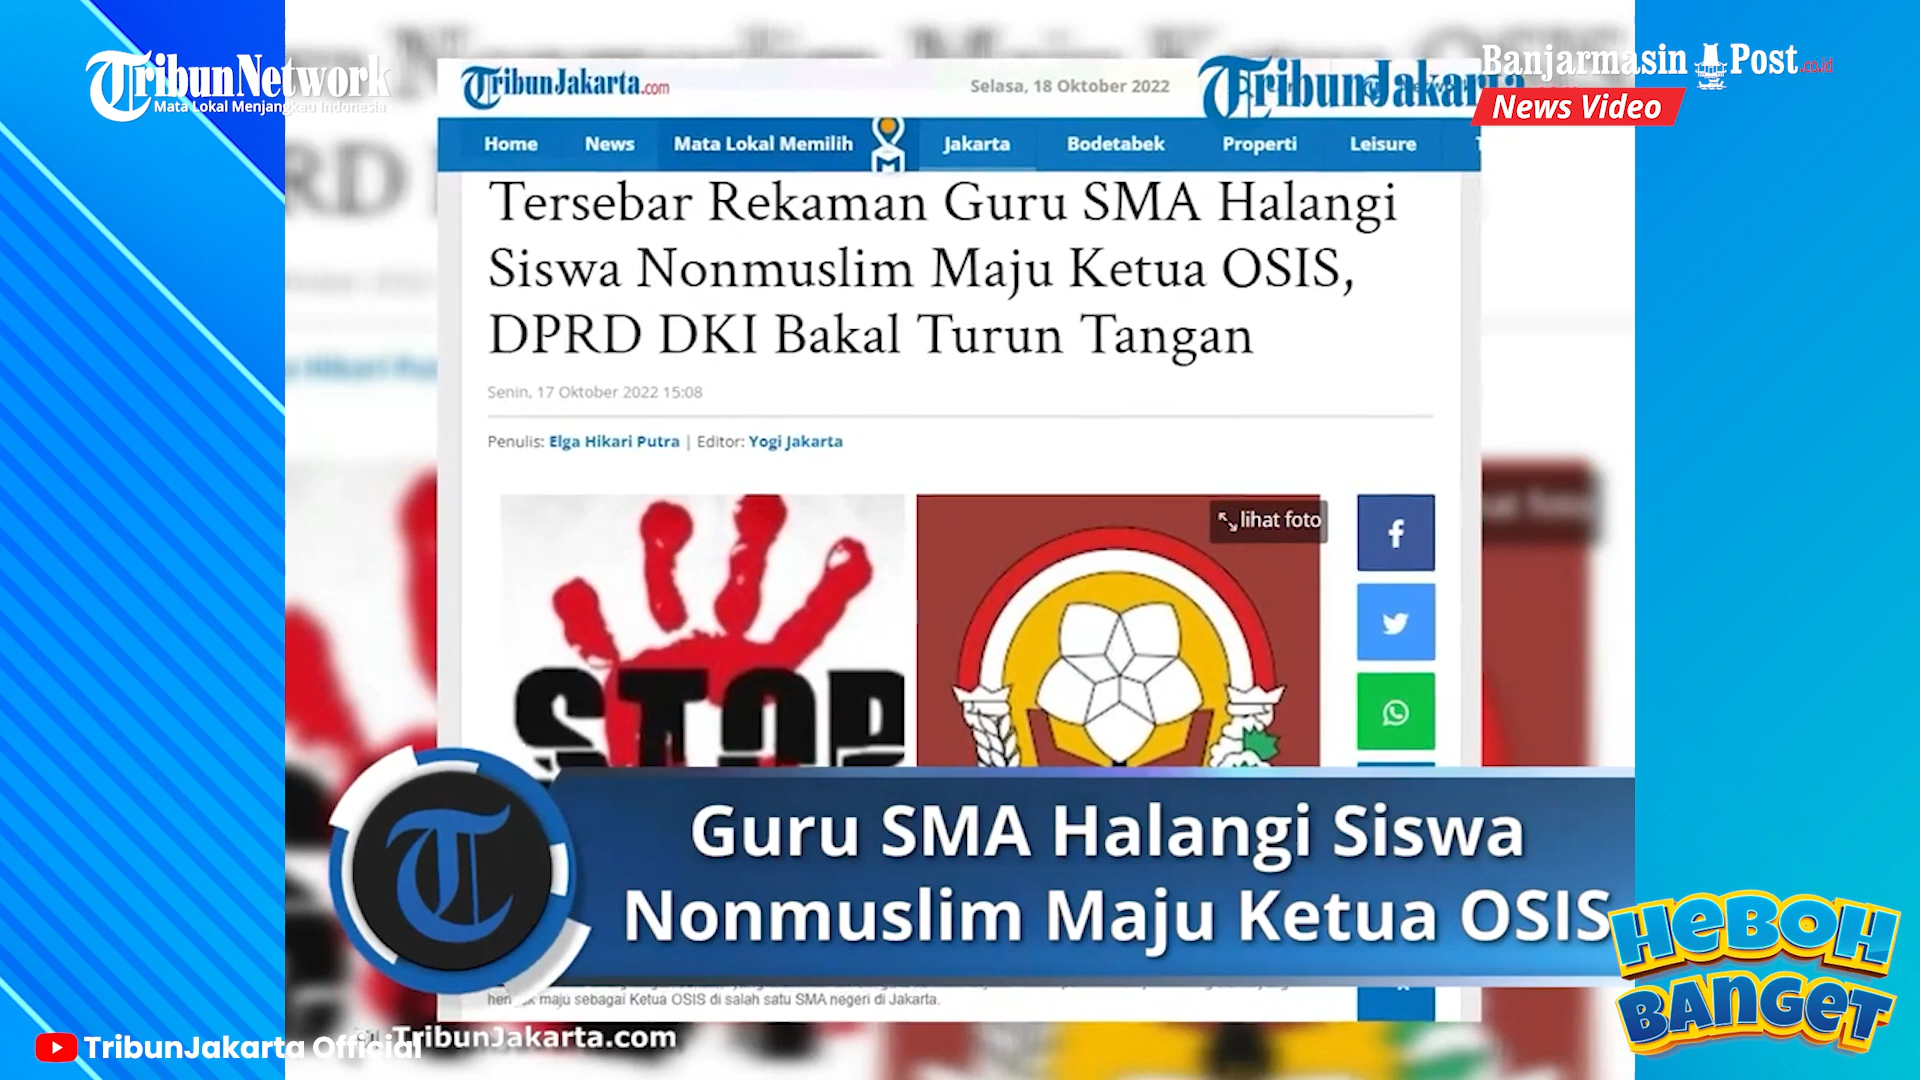 TribunNetwork
Mata Lokal Menjangkau Indonesia
TribunJakarta.com
Selasa, 18 Oktober 2022
TribunJakarta
Banjarmasin Post.co.id
News Video
Home News Mata Lokal Memilih Jakarta Bodetabek Properti Leisure
Tersebar Rekaman Guru SMA Halangi
Siswa Nonmuslim Maju Ketua OSIS,
DPRD DKI Bakal Turun Tangan
Senin, 17 Oktober 2022 15:08
Penulis: Elga Hikari Putra | Editor: Yogi Jakarta
lihat foto
STOP
Guru SMA Halangi Siswa
Nonmuslim Maju Ketua OSIS
maju sebagai Ketua OSIS di salah satu SMA negeri di Jakarta.
HEBOH
BANGET
TribunJakarta.com
TribunJakarta Official